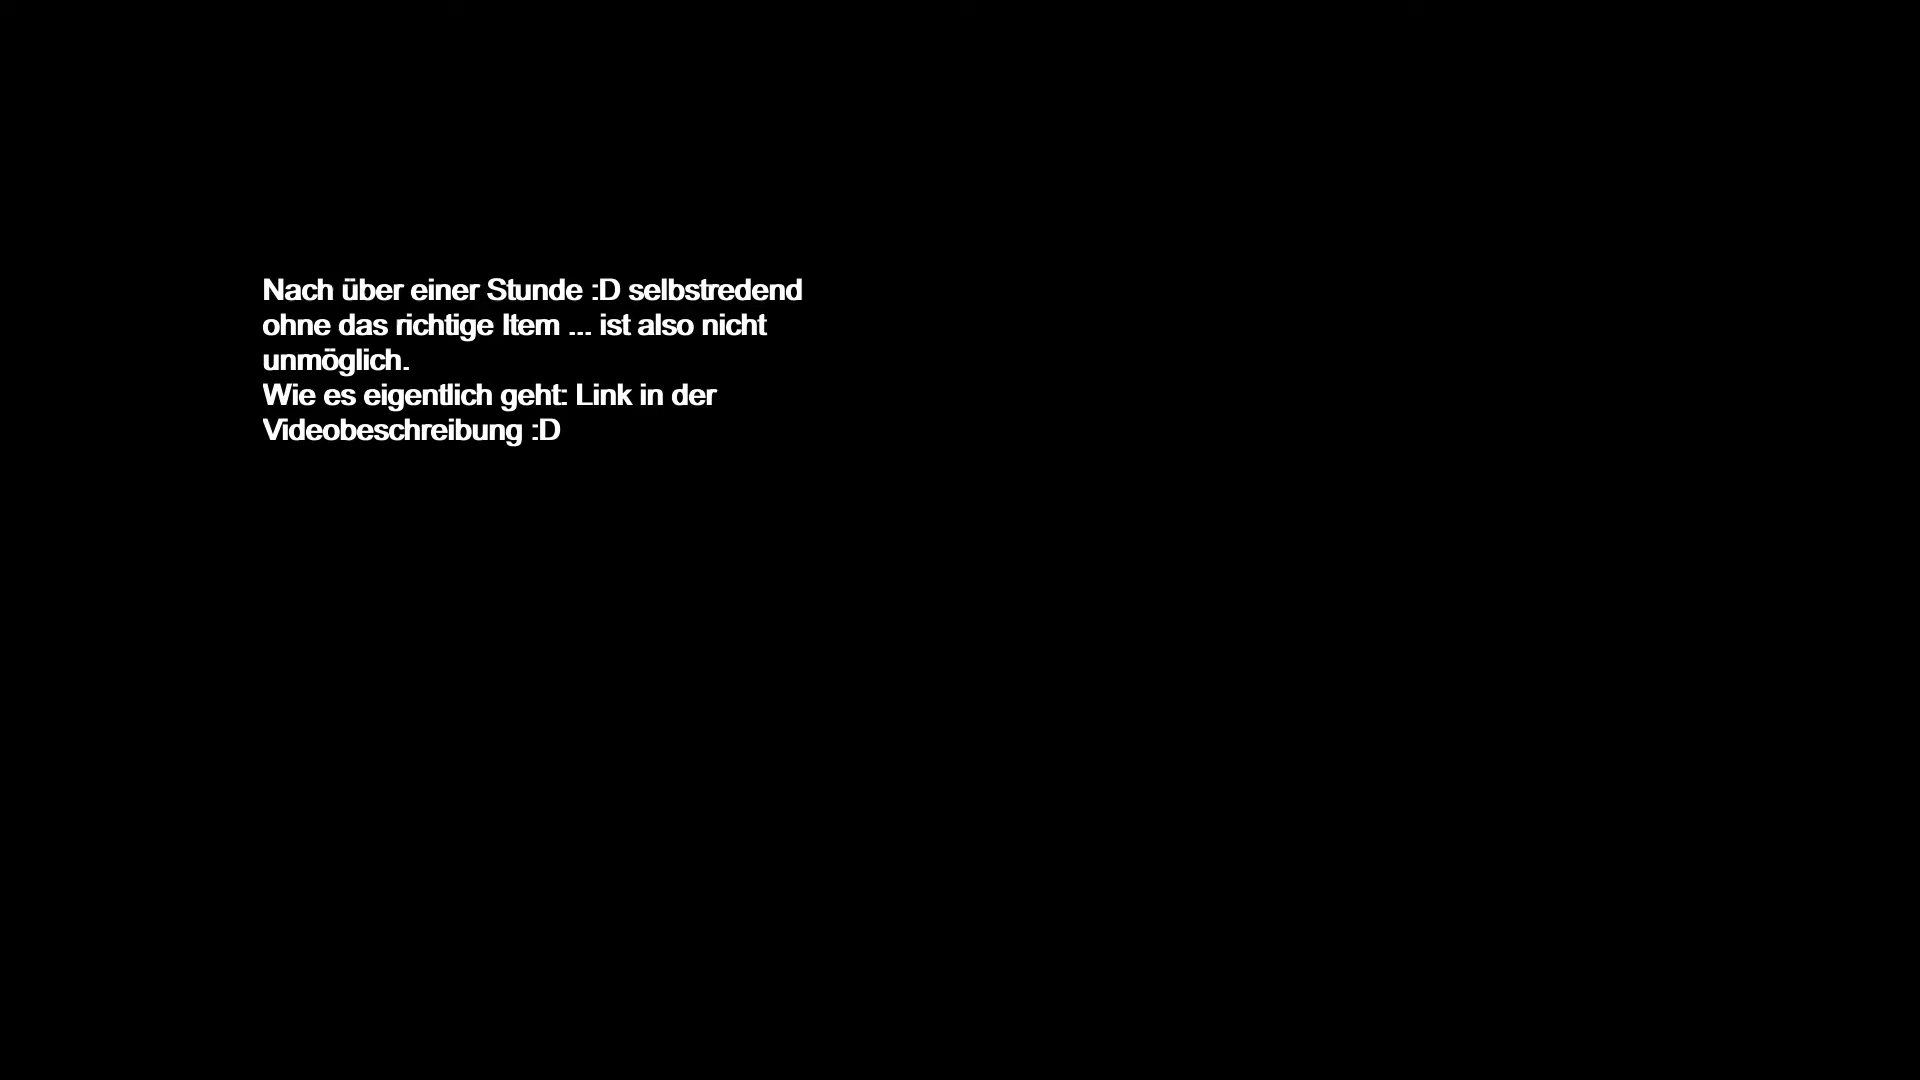 Nach über einer Stunde :D selbstredend
ohne das richtige Item ... ist also nicht
unmöglich.
Wie es eigentlich geht: Link in der
Videobeschreibung :D